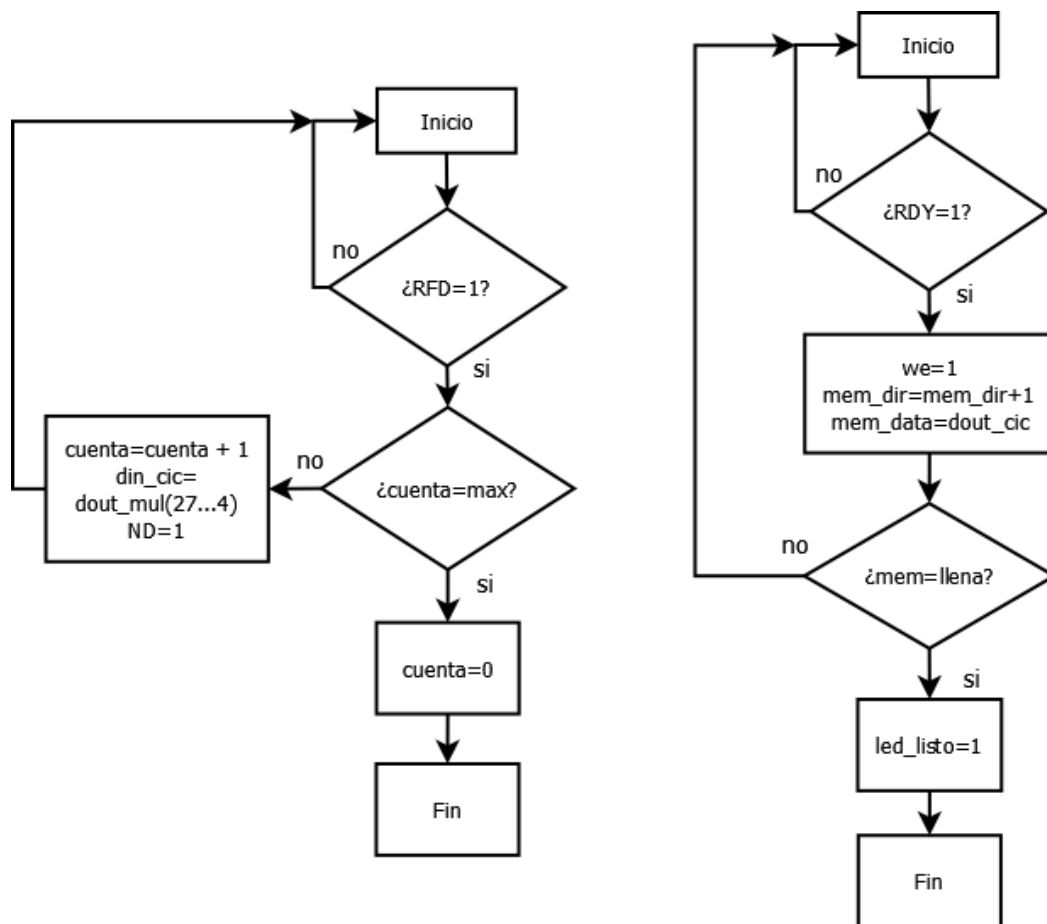 Inicio
¿RFD=1?
no
si
¿cuenta=max?
no
cuenta=cuenta + 1
din_cic=
dout_mul(27...4)
ND=1
si
cuenta=0
Fin
Inicio
¿RDY=1?
no
si
we=1
mem_dir=mem_dir+1
mem_data=dout_cic
¿mem=llena?
no
si
led_listo=1
Fin